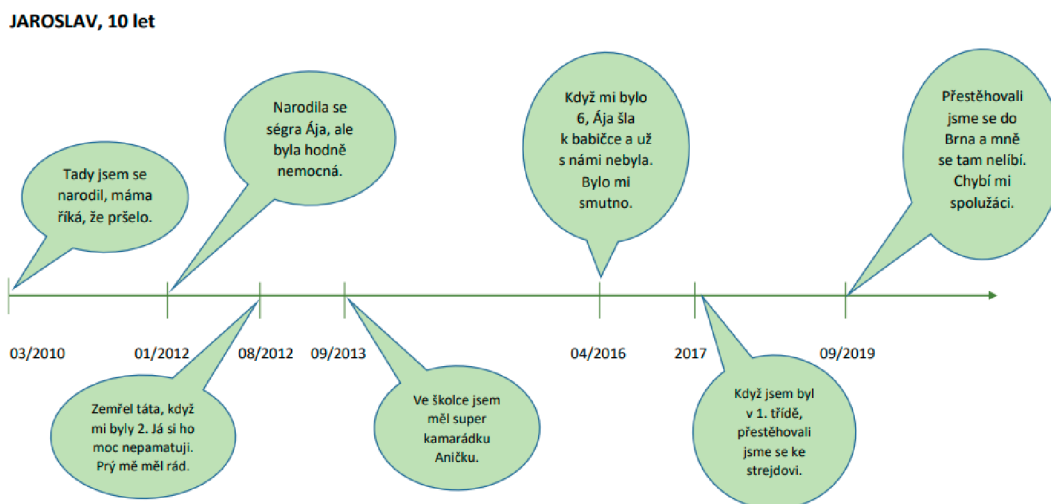 JAROSLAV, 10 let
Tady jsem se
narodil, máma
říká, že pršelo.
Narodila se
ségra Ája, ale
byla hodně
nemocná.
Když mi bylo
6, Ája šla
k babičce a už
s námi nebyla.
Bylo mi
smutno.
Přestěhovali
jsme se do
Brna a mně
se tam nelíbí.
Chybí mi
spolužáci.
03/2010
01/2012
08/2012
09/2013
04/2016
2017
09/2019
Zemřel táta, když
mi byly 2. Já si ho
moc nepamatuji.
Prý mě měl rád.
Ve školce jsem
měl super
kamarádku
Aničku.
Když jsem byl
v 1. třídě,
přestěhovali
jsme se ke
strejdovi.